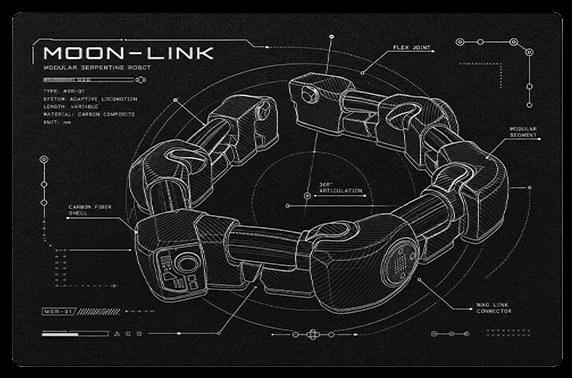 MOON-LINK
MODULAR SERPENTINE ROBOT
TYPE: MSR-01
SYSTEM: ADAPTIVE LOCOMOTION
LENGTH: VARIABLE
MATERIAL: CARBON COMPOSITE
UNIT: mm
FLEX JOINT
MODULAR
SEGMENT
360°
ARTICULATION
CARBON FIBER
SHELL
MAG LINK
CONNECTOR
MSR-01